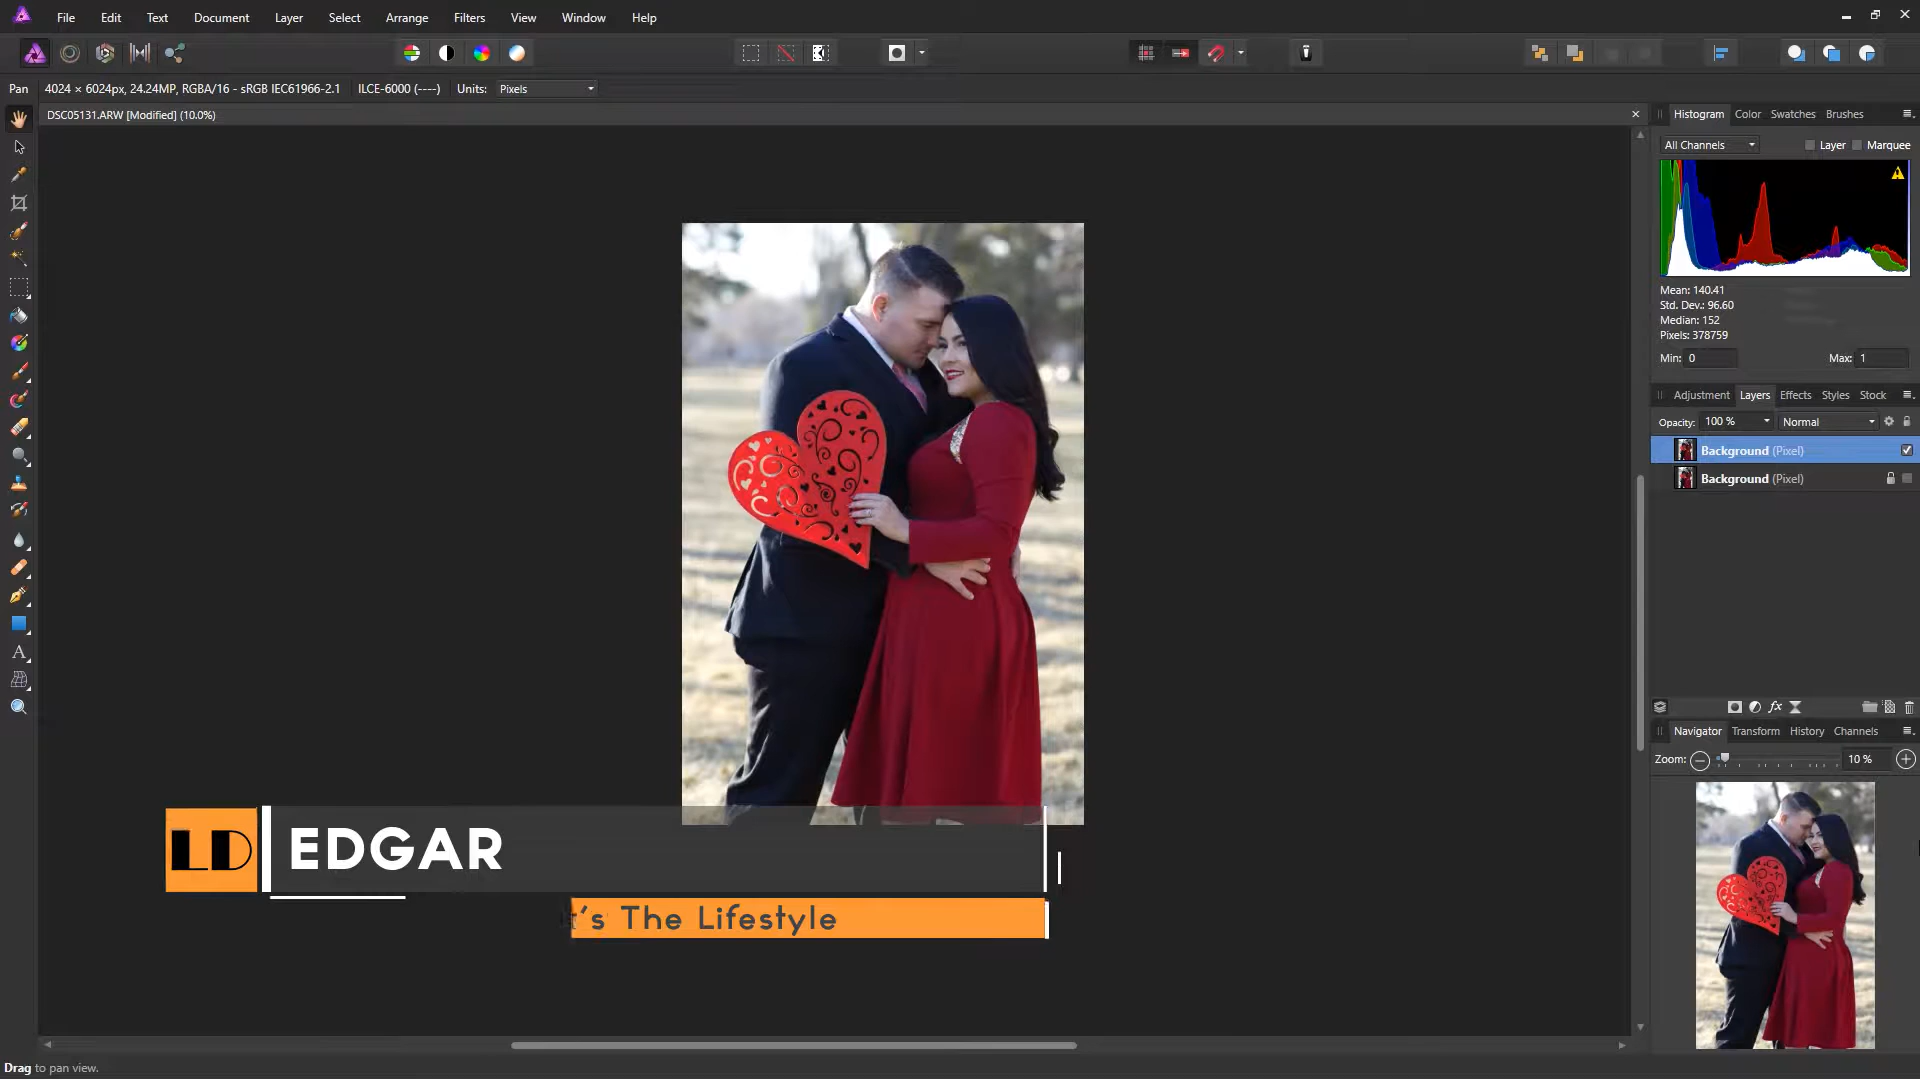 File Edit Text Document Layer Select Arrange Filters View Window Help
Pan 4024 × 6024px, 24.24MP, RGBA/16 - sRGB IEC61966-2.1 ILCE-6000 (----) Units: Pixels
DSC05131.ARW [Modified] (10.0%)
Histogram Color Swatches Brushes
All Channels Layer Marquee
Mean: 140.41
Std. Dev.: 96.60
Median: 152
Pixels: 378759
Min: 0 Max: 1
Adjustment Layers Effects Styles Stock
Opacity: 100 % Normal
Background (Pixel)
Background (Pixel)
fx
Navigator Transform History Channels
Zoom: 10 %
LD EDGAR
t's The Lifestyle
Drag to pan view.